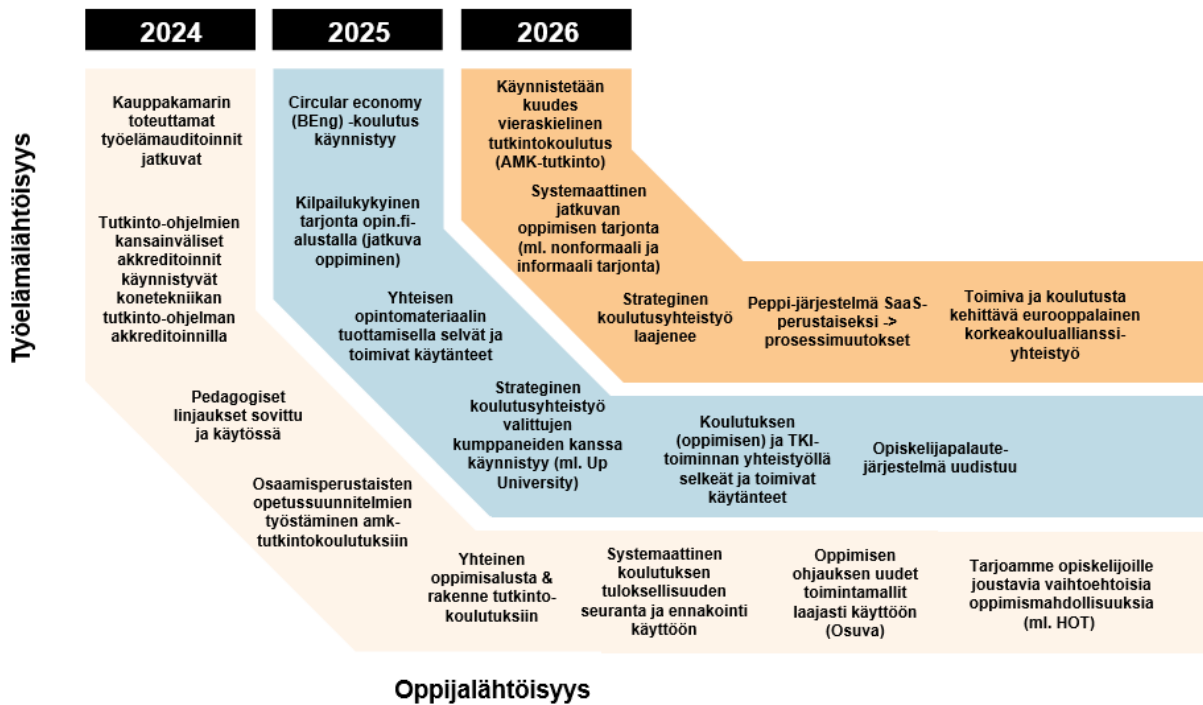 2024
2025
2026
Työelämälähtöisyys
Kauppakamarin
toteuttamat
työelämäauditoinnit
jatkuvat
Tutkinto-ohjelmien
kansainväliset
akkreditoinnit
käynnistyvät
konetekniikan
tutkinto-ohjelman
akkreditoinnilla
Pedagogiset
linjaukset sovittu
ja käytössä
Osaamisperustaisten
opetussuunnitelmien
työstäminen amk-
tutkintokoulutuksiin
Yhteinen
oppimisalusta &
rakenne tutkinto-
koulutuksiin
Systemaattinen
koulutuksen
tuloksellisuuden
seuranta ja ennakointi
käyttöön
Oppimisen
ohjauksen uudet
toimintamallit
laajasti käyttöön
(Osuva)
Tarjoamme opiskelijoille
joustavia vaihtoehtoisia
oppimismahdollisuuksia
(ml. HOT)
Circular economy
(BEng) -koulutus
käynnistyy
Kilpailukykyinen
tarjonta opin.fi-
alustalla (jatkuva
oppiminen)
Yhteisen
opintomateriaalin
tuottamisella selvät ja
toimivat käytänteet
Strateginen
koulutusyhteistyö
valittujen
kumppaneiden kanssa
käynnistyy (ml. Up
University)
Koulutuksen
(oppimisen) ja TKI-
toiminnan yhteistyöllä
selkeät ja toimivat
käytänteet
Opiskelijapalaute-
järjestelmä uudistuu
Käynnistetään
kuudes
vieraskielinen
tutkintokoulutus
(AMK-tutkinto)
Systemaattinen
jatkuvan
oppimisen tarjonta
(ml. nonformaali ja
informaali tarjonta)
Strateginen
koulutusyhteistyö
laajenee
Peppi-järjestelmä SaaS-
perustaiseksi ->
prosessimuutokset
Toimiva ja koulutusta
kehittävä eurooppalainen
korkeakouluallianssi-
yhteistyö
Oppijalähtöisyys